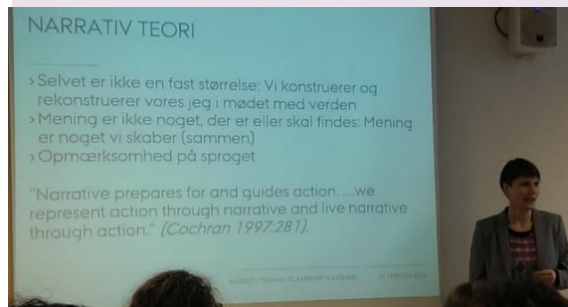 NARRATIV TEORI
› Selvet er ikke en fast størrelse: Vi konstruerer og
rekonstruerer vores jeg i mødet med verden
› Mening er ikke noget, der er eller skal findes: Mening
er noget vi skaber (sammen)
› Opmærksomhed på sproget
"Narrative prepares for and guides action. ....we
represent action through narrative and live narrative
through action." (Cochran 1997:281).